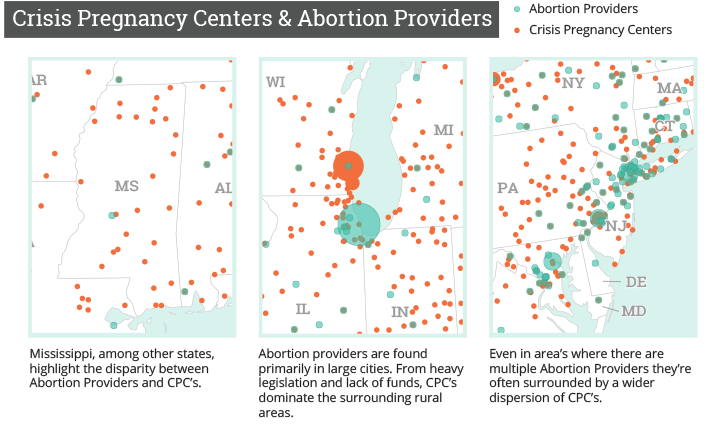 Crisis Pregnancy Centers & Abortion Providers
Abortion Providers
Crisis Pregnancy Centers
AR
MS
AL
WI
MI
IL
IN
NY
MA
CT
PA
NJ
DE
MD
Mississippi, among other states,
highlight the disparity between
Abortion Providers and CPC's.
Abortion providers are found
primarily in large cities. From heavy
legislation and lack of funds, CPC's
dominate the surrounding rural
areas.
Even in area's where there are
multiple Abortion Providers they're
often surrounded by a wider
dispersion of CPC's.